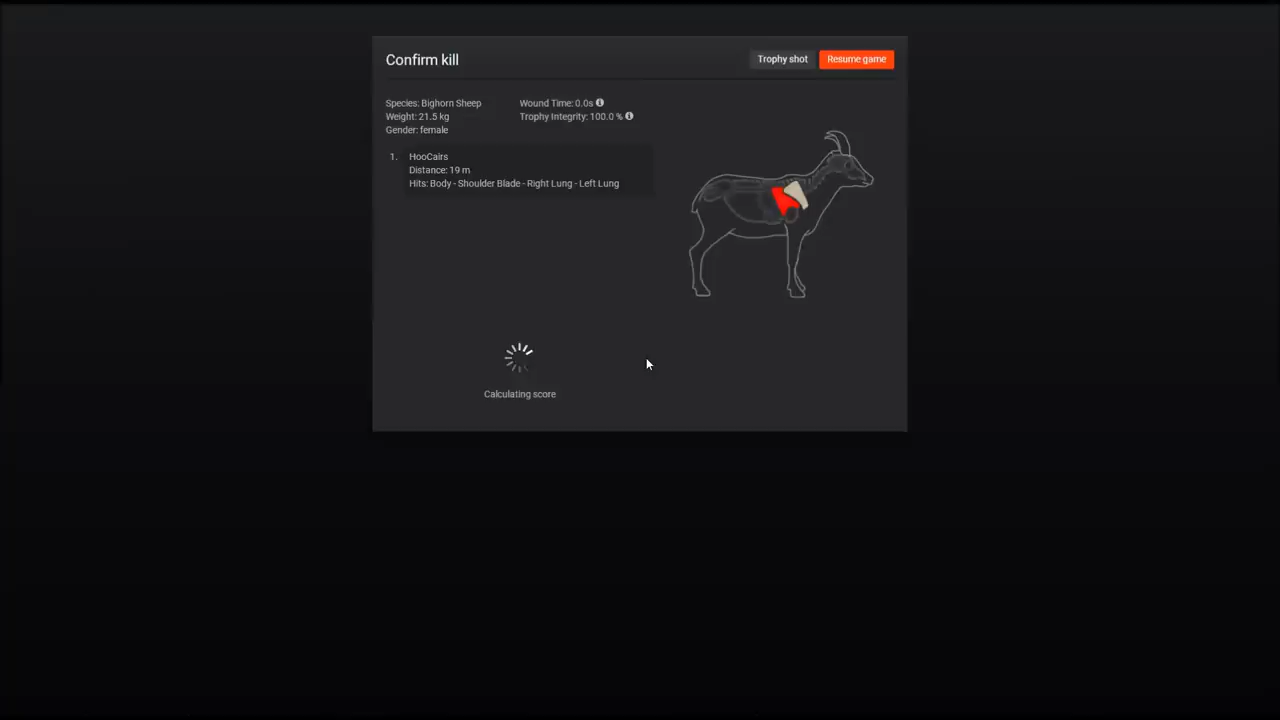 Confirm kill
Trophy shot
Resume game
Species: Bighorn Sheep
Weight: 21.5 kg
Gender: female
Wound Time: 0.0s
Trophy Integrity: 100.0 %
1. HooCairs
Distance: 19 m
Hits: Body - Shoulder Blade - Right Lung - Left Lung
Calculating score